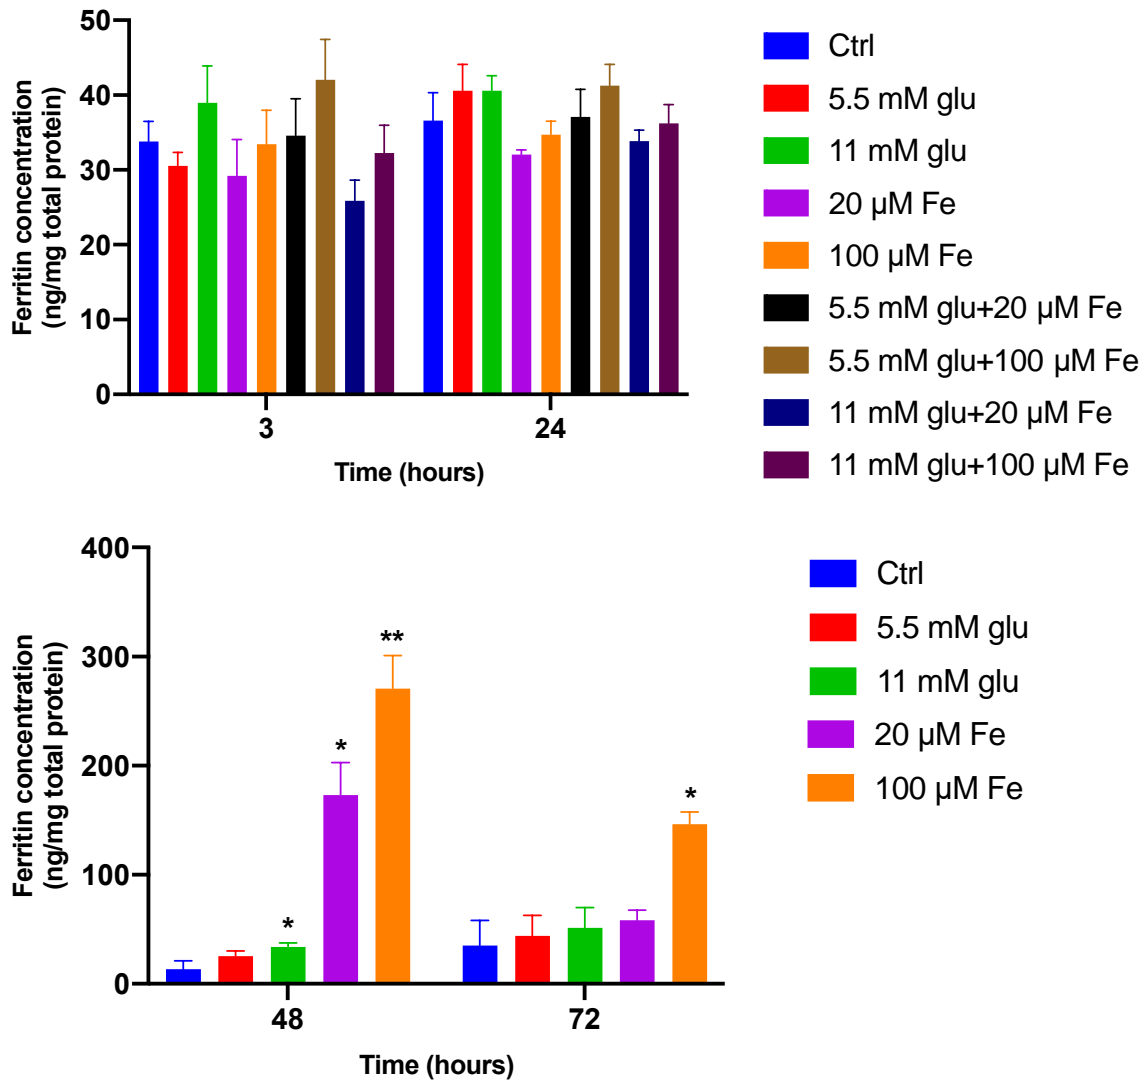 50
40
30
20
10
0
Ferritin concentration
(ng/mg total protein)
3
24
Time (hours)
Ctrl
5.5 mM glu
11 mM glu
20 µM Fe
100 µM Fe
5.5 mM glu+20 µM Fe
5.5 mM glu+100 µM Fe
11 mM glu+20 µM Fe
11 mM glu+100 µM Fe
400
300
200
100
0
Ferritin concentration
(ng/mg total protein)
*
*
**
*
48
72
Time (hours)
Ctrl
5.5 mM glu
11 mM glu
20 µM Fe
100 µM Fe